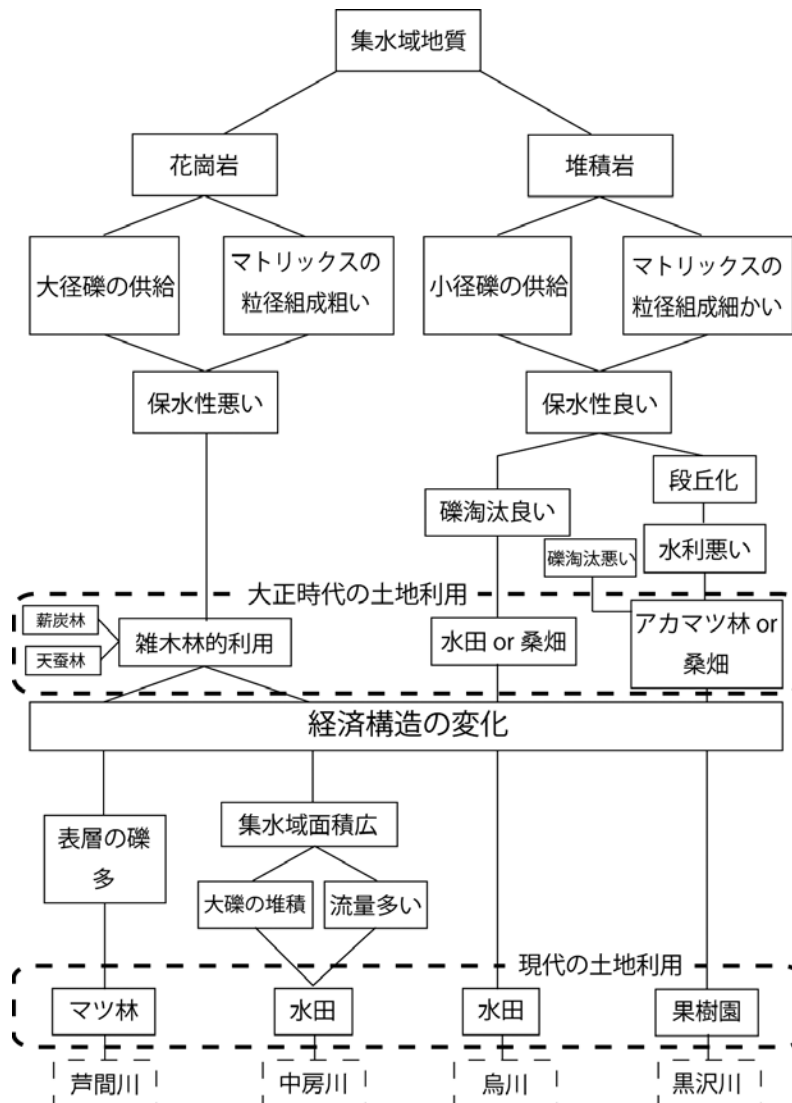 集水域地質
花崗岩
堆積岩
大径礫の供給
マトリックスの
粒径組成粗い
小径礫の供給
マトリックスの
粒径組成細かい
保水性悪い
保水性良い
段丘化
礫淘汰良い
水利悪い
礫淘汰悪い
大正時代の土地利用
薪炭林
天蚕林
雑木林的利用
水田 or 桑畑
アカマツ林 or
桑畑
経済構造の変化
表層の礫
多
集水域面積広
大礫の堆積
流量多い
現代の土地利用
マツ林
水田
水田
果樹園
芦間川
中房川
烏川
黒沢川